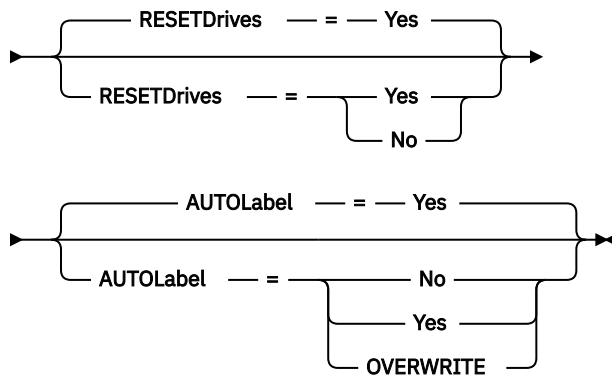 RESETDrives = Yes
RESETDrives = Yes
No
AUTOLabel = Yes
AUTOLabel = No
Yes
OVERWRITE